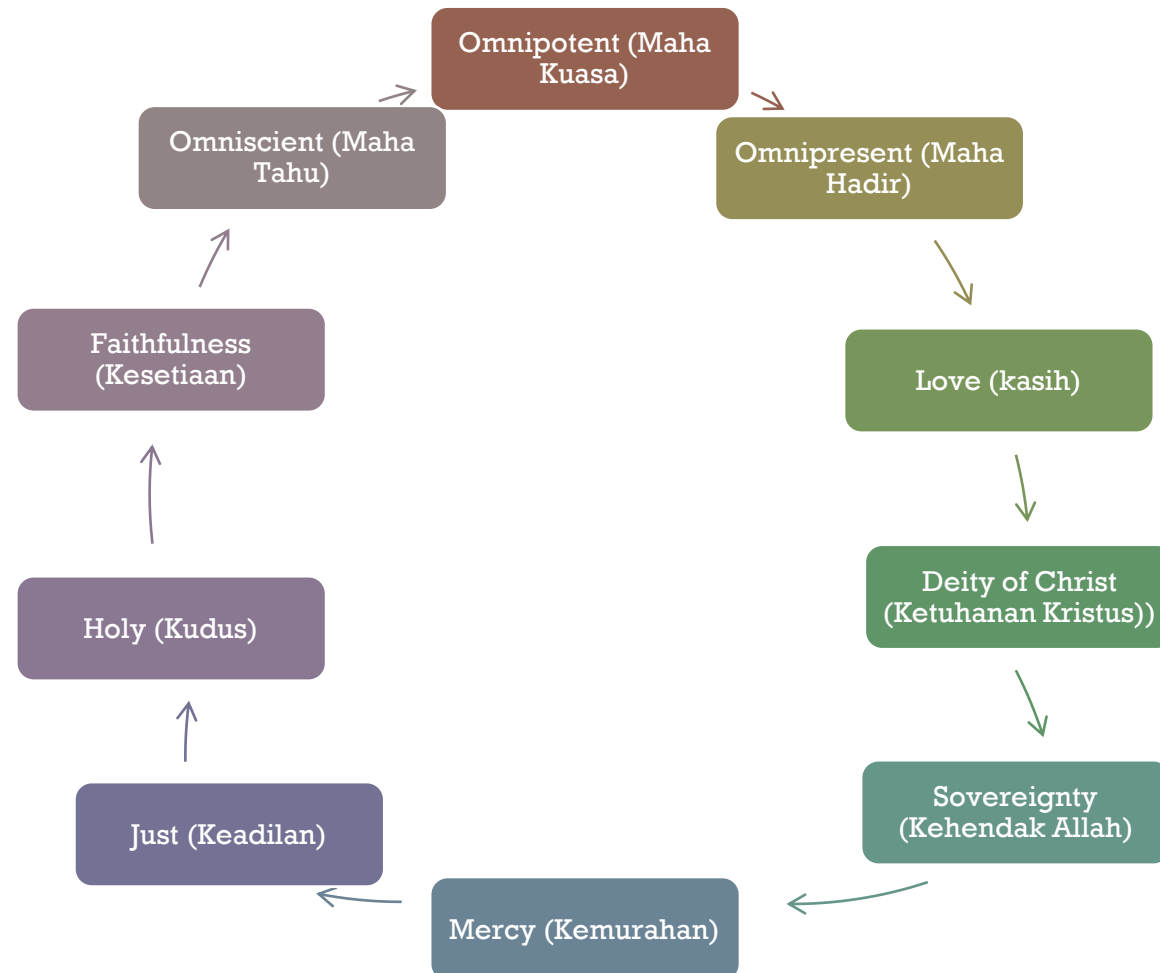 Omnipotent (Maha
Kuasa)
Omnipresent (Maha
Hadir)
Love (kasih)
Deity of Christ
(Ketuhanan Kristus))
Sovereignty
(Kehendak Allah)
Mercy (Kemurahan)
Just (Keadilan)
Holy (Kudus)
Faithfulness
(Kesetiaan)
Omniscient (Maha
Tahu)